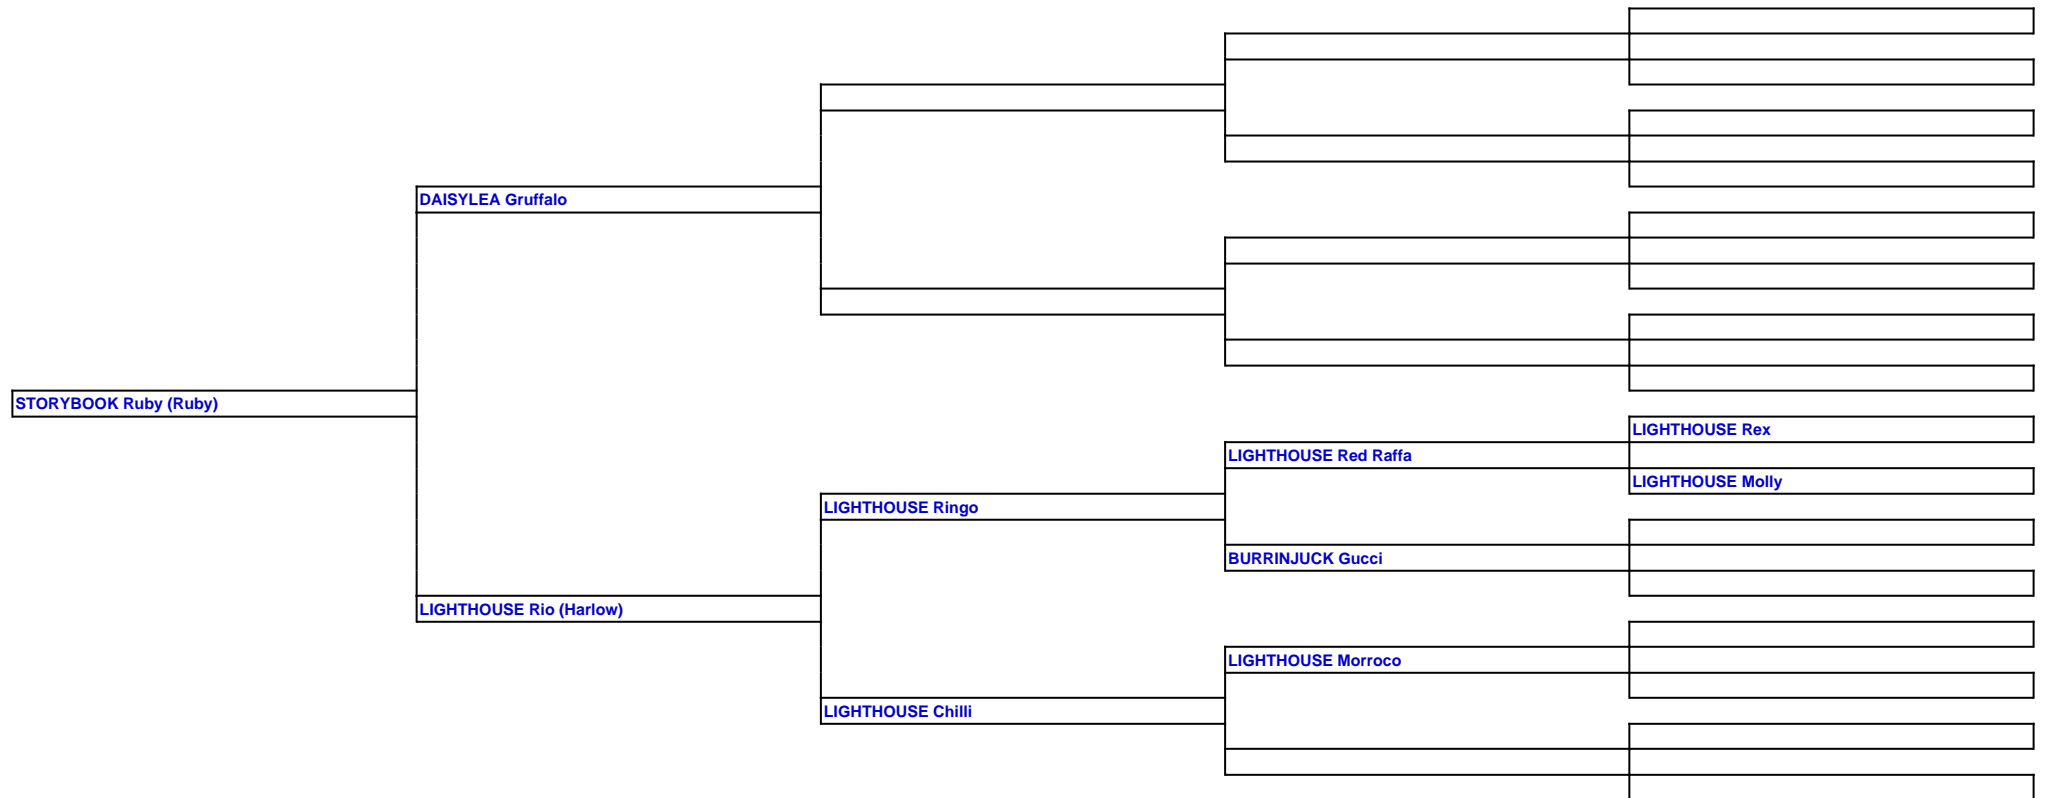 DAISYLEA Gruffalo
STORYBOOK Ruby (Ruby)
LIGHTHOUSE Rex
LIGHTHOUSE Red Raffa
LIGHTHOUSE Molly
LIGHTHOUSE Ringo
BURRINJUCK Gucci
LIGHTHOUSE Rio (Harlow)
LIGHTHOUSE Morroco
LIGHTHOUSE Chilli